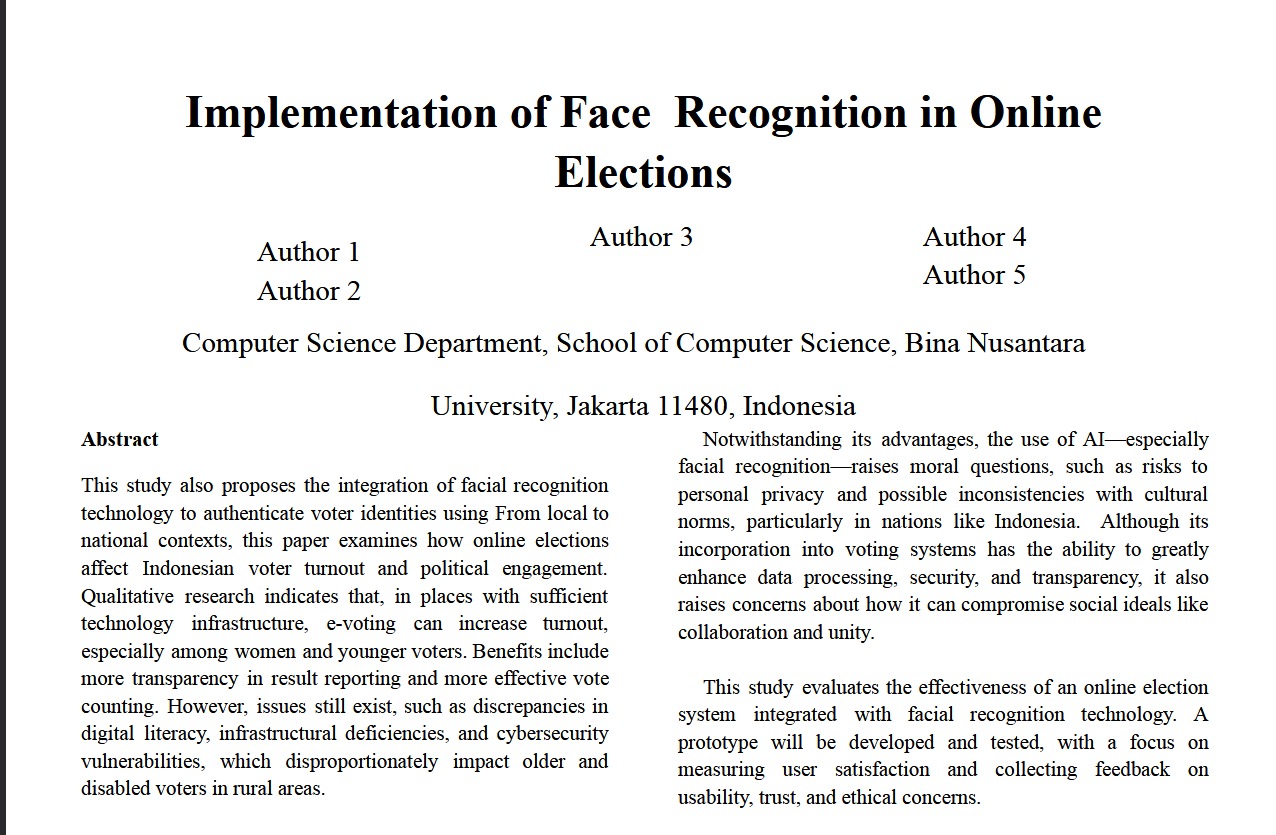 Implementation of Face  Recognition in Online
Elections
Author 1
Author 2
Author 3
Author 4
Author 5
Computer Science Department, School of Computer Science, Bina Nusantara
University, Jakarta 11480, Indonesia
Abstract
This study also proposes the integration of facial recognition
technology to authenticate voter identities using From local to
national contexts, this paper examines how online elections
affect Indonesian voter turnout and political engagement.
Qualitative research indicates that, in places with sufficient
technology infrastructure, e-voting can increase turnout,
especially among women and younger voters. Benefits include
more transparency in result reporting and more effective vote
counting. However, issues still exist, such as discrepancies in
digital literacy, infrastructural deficiencies, and cybersecurity
vulnerabilities, which disproportionately impact older and
disabled voters in rural areas.
Notwithstanding its advantages, the use of AI—especially
facial recognition—raises moral questions, such as risks to
personal privacy and possible inconsistencies with cultural
norms, particularly in nations like Indonesia.  Although its
incorporation into voting systems has the ability to greatly
enhance data processing, security, and transparency, it also
raises concerns about how it can compromise social ideals like
collaboration and unity.
This study evaluates the effectiveness of an online election
system integrated with facial recognition technology. A
prototype will be developed and tested, with a focus on
measuring user satisfaction and collecting feedback on
usability, trust, and ethical concerns.